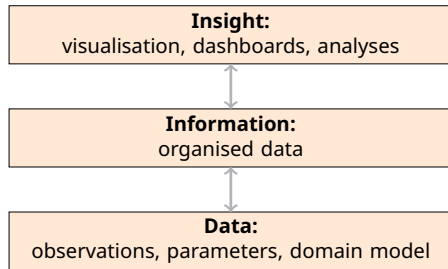 Insight:
visualisation, dashboards, analyses
Information:
organised data
Data:
observations, parameters, domain model